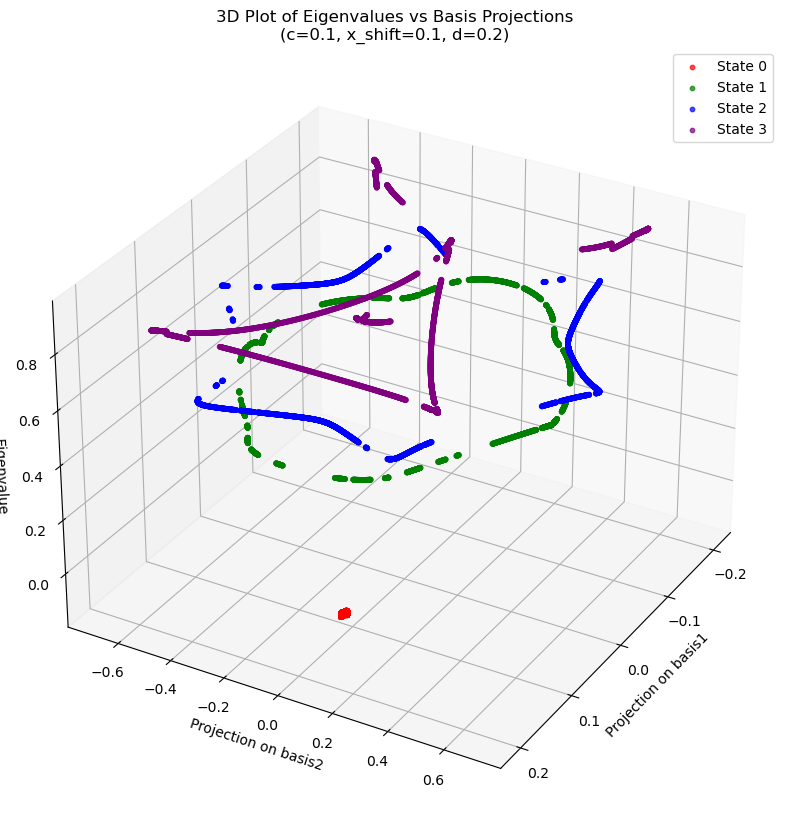 3D Plot of Eigenvalues vs Basis Projections
(c=0.1, x_shift=0.1, d=0.2)
State 0
State 1
State 2
State 3
0.8
0.6
0.4
0.2
0.0
Eigenvalue
−0.6
−0.4
−0.2
0.0
0.2
0.4
0.6
Projection on basis2
−0.2
−0.1
0.0
0.1
0.2
Projection on basis1